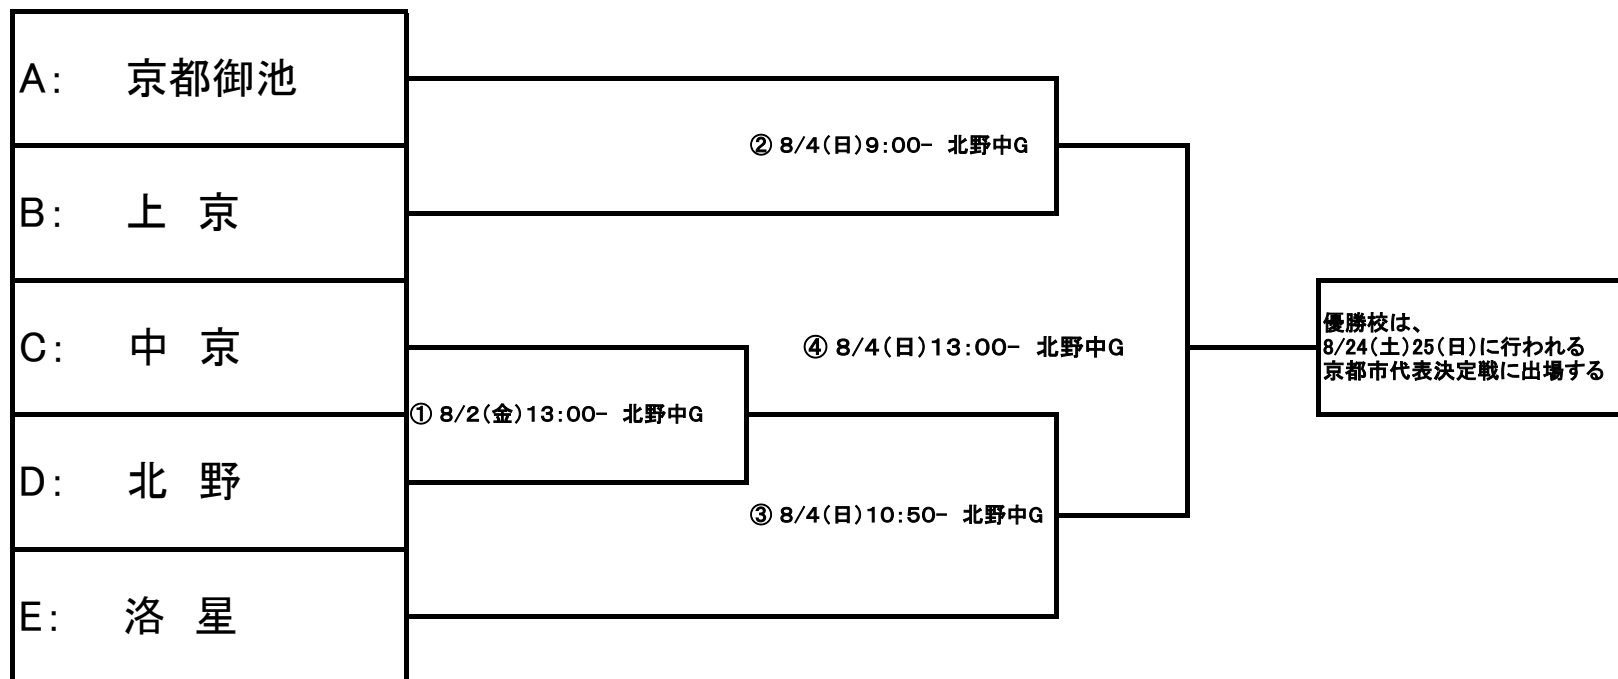 A： 京都御池
② 8/4(日)9:00- 北野中G
B： 上 京
C： 中 京
④ 8/4(日)13:00- 北野中G
優勝校は、
8/24(土)25(日)に行われる
京都市代表決定戦に出場する
① 8/2(金)13:00- 北野中G
D： 北 野
③ 8/4(日)10:50- 北野中G
E： 洛 星